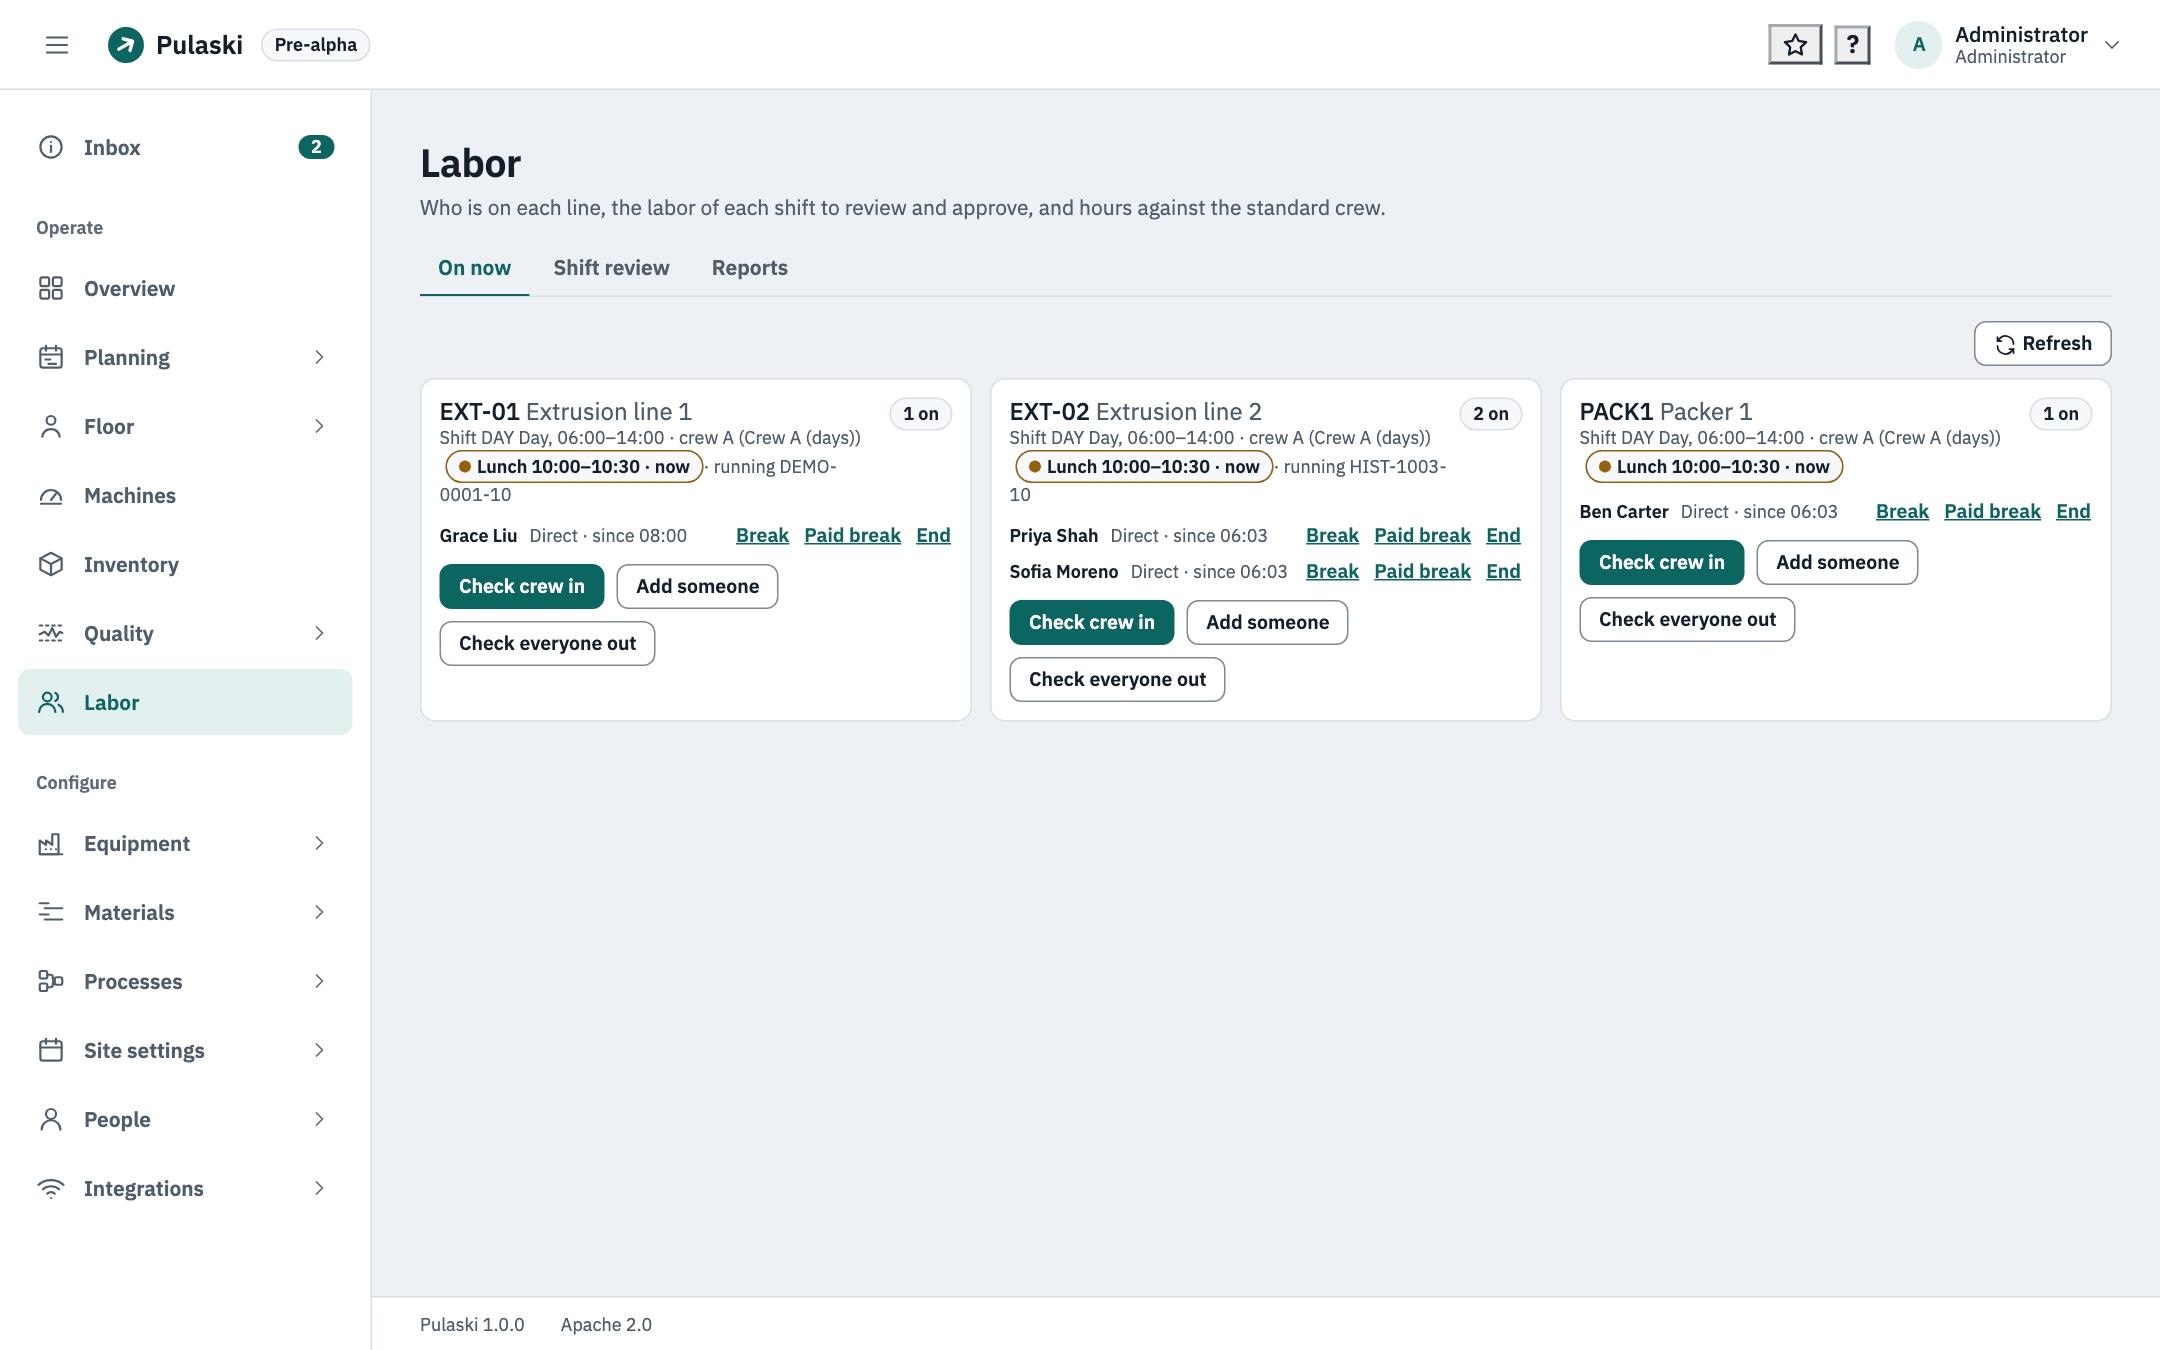 Pulaski Pre-alpha
?
A
Administrator
Administrator
Inbox 2
Operate
Overview
Planning
Floor
Machines
Inventory
Quality
Labor
Configure
Equipment
Materials
Processes
Site settings
People
Integrations
Labor
Who is on each line, the labor of each shift to review and approve, and hours against the standard crew.
On now Shift review Reports
Refresh
EXT-01 Extrusion line 1 1 on
Shift DAY Day, 06:00–14:00 · crew A (Crew A (days))
Lunch 10:00–10:30 · now · running DEMO-
0001-10
Grace Liu Direct · since 08:00 Break Paid break End
Check crew in Add someone
Check everyone out
EXT-02 Extrusion line 2 2 on
Shift DAY Day, 06:00–14:00 · crew A (Crew A (days))
Lunch 10:00–10:30 · now · running HIST-1003-
10
Priya Shah Direct · since 06:03 Break Paid break End
Sofia Moreno Direct · since 06:03 Break Paid break End
Check crew in Add someone
Check everyone out
PACK1 Packer 1 1 on
Shift DAY Day, 06:00–14:00 · crew A (Crew A (days))
Lunch 10:00–10:30 · now
Ben Carter Direct · since 06:03 Break Paid break End
Check crew in Add someone
Check everyone out
Pulaski 1.0.0 Apache 2.0